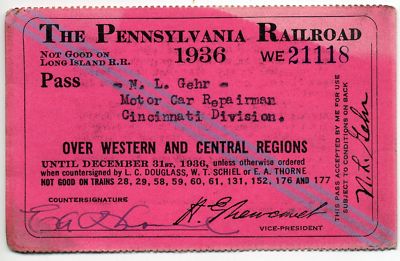 THE PENNSYLVANIA RAILROAD
NOT GOOD ON
LONG ISLAND R.R.
1936
WE 21118
Pass
- N. L. Gehr -
Motor Car Repairman
Cincinnati Division.
OVER WESTERN AND CENTRAL REGIONS
UNTIL DECEMBER 31ST, 1936, unless otherwise ordered
when countersigned by L. C. DOUGLASS, W. T. SCHIEL or E. A. THORNE
NOT GOOD ON TRAINS 28, 29, 58, 59, 60, 61, 131, 152, 176 AND 177
COUNTERSIGNATURE
VICE-PRESIDENT
THIS PASS ACCEPTED BY ME FOR USE
SUBJECT TO CONDITIONS ON BACK
N. L. Gehr